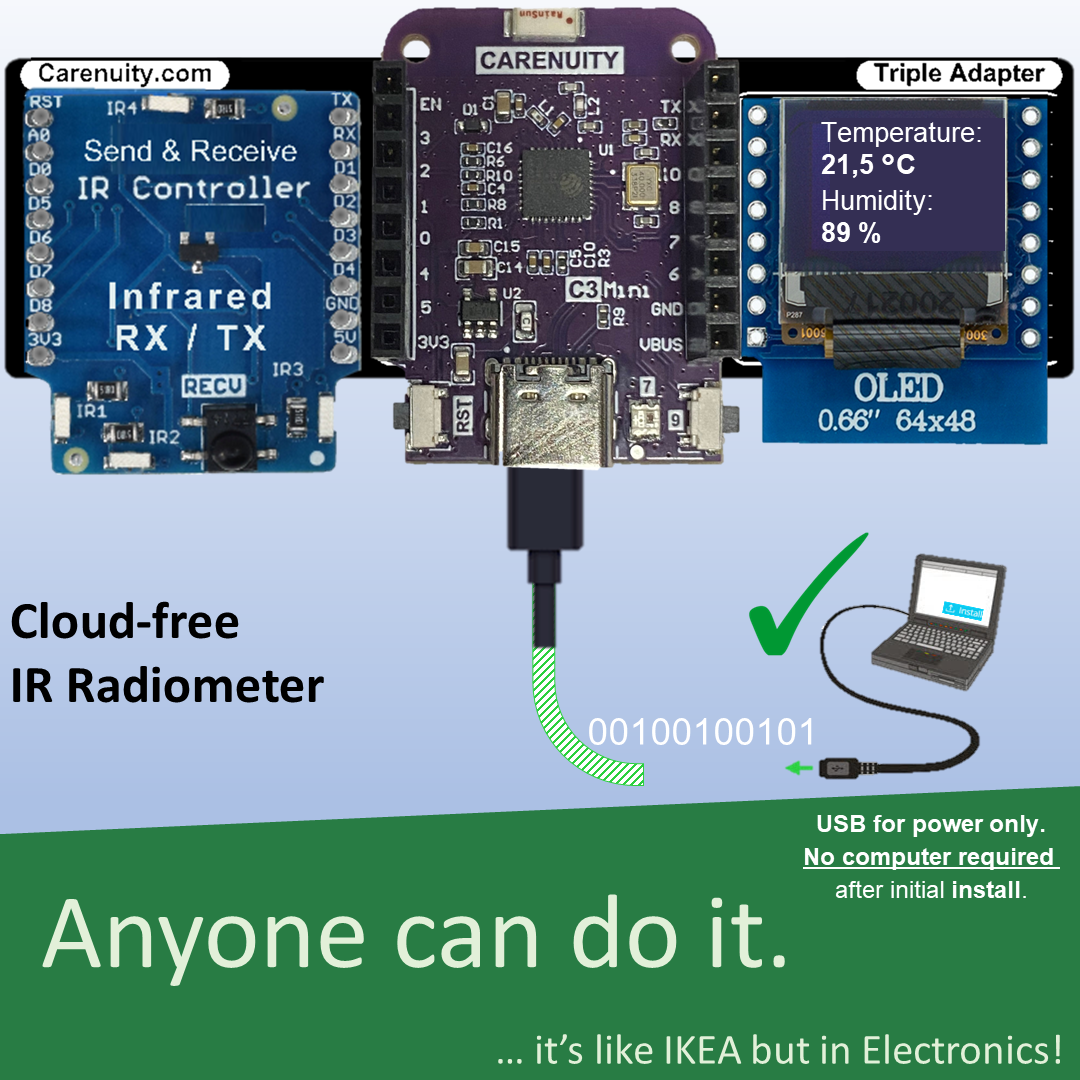 RainSun
Carenuity.com
CARENUITY
Triple Adapter
RST
IR4
TX
A0
RX
D0
D1
D5
D2
D6
D3
D7
D4
D8
GND
3V3
5V
Send & Receive
IR Controller
Infrared
RX / TX
RECV
IR1
IR2
IR3
EN
3
2
1
0
4
5
3V3
D1
C1
L1
L2
U1
C16
R6
R10
C4
R8
R1
C15
C14
U2
C5
C10
R3
R9
C3 Mini
TX
RX
10
8
7
6
GND
VBUS
RST
7
9
Temperature:
21,5 °C
Humidity:
89 %
P287
OLED
0.66'' 64x48
Cloud-free
IR Radiometer
Install
00100100101
USB for power only.
No computer required
after initial install.
Anyone can do it.
... it's like IKEA but in Electronics!